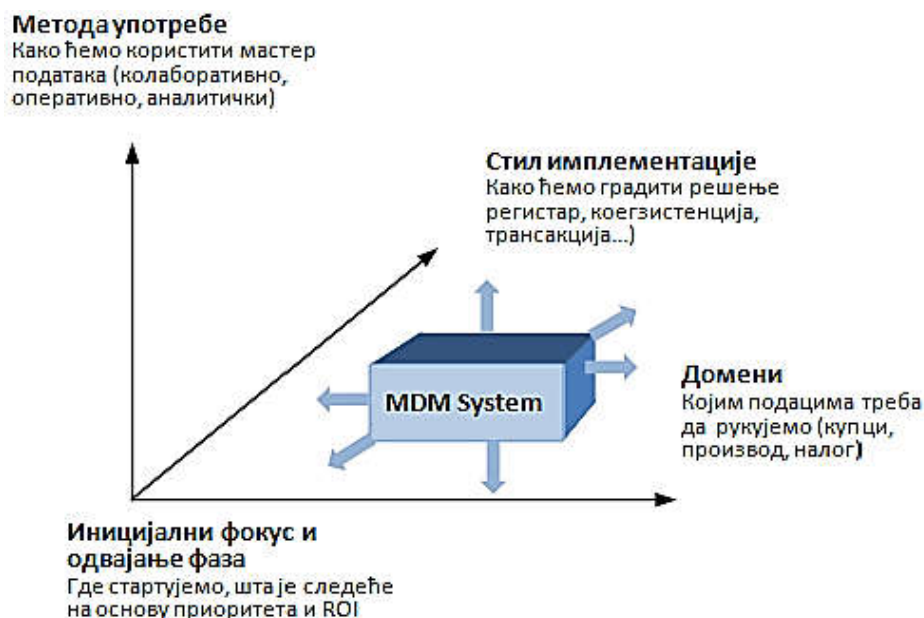 Метода употребе
Како ћемо користити мастер
података (колаборативно,
оперативно, аналитички)
Стил имплементације
Како ћемо градити решење
регистар, коегзистенција,
трансакција...)
MDM System
Домени
Којим подацима треба
да рукујемо (купци,
производ, налог)
Иницијални фокус и
одвајање фаза
Где стартујемо, шта је следеће
на основу приоритета и ROI